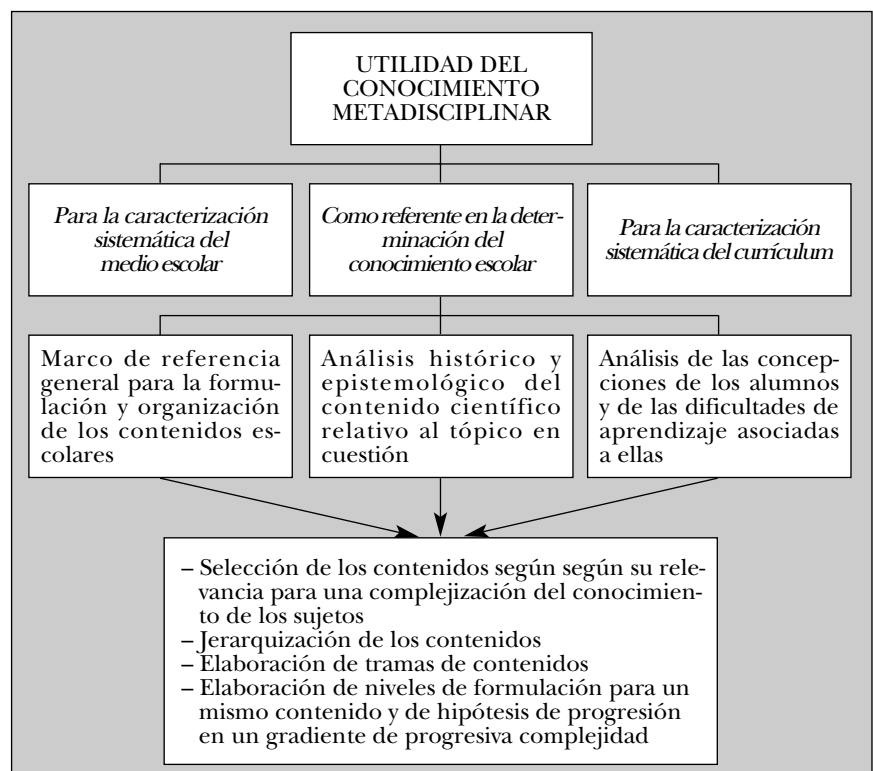 UTILIDAD DEL
CONOCIMIENTO
METADISCIPLINAR
Para la caracterización
sistemática del
medio escolar
Como referente en la deter-
minación del
conocimiento escolar
Para la caracterización
sistemática del currículum
Marco de referencia
general para la formu-
lación y organización
de los contenidos es-
colares
Análisis histórico y
epistemológico del
contenido científico
relativo al tópico en
cuestión
Análisis de las concep-
ciones de los alumnos
y de las dificultades de
aprendizaje asociadas
a ellas
– Selección de los contenidos según según su rele-
vancia para una complejización del conocimien-
to de los sujetos
– Jerarquización de los contenidos
– Elaboración de tramas de contenidos
– Elaboración de niveles de formulación para un
mismo contenido y de hipótesis de progresión
en un gradiente de progresiva complejidad